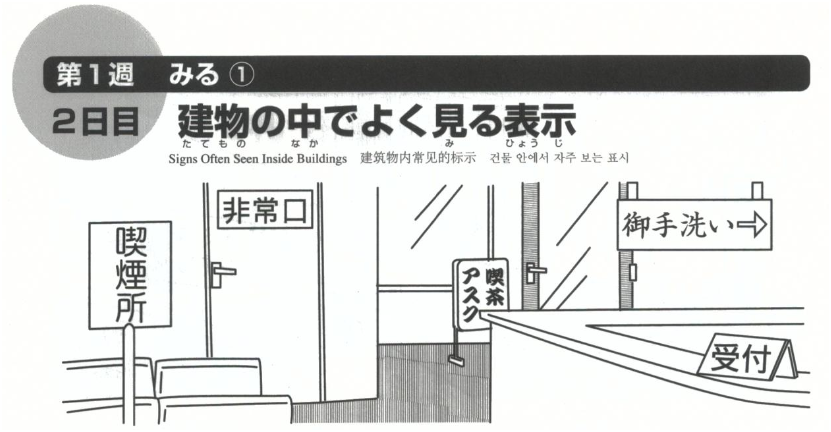 第1週 みる ①
2日目 建物の中でよく見る表示
たてもの なか み ひょうじ
Signs Often Seen Inside Buildings 建筑物内常见的标示 건물 안에서 자주 보는 표시
喫煙所
非常口
喫茶
アスク
御手洗い⇨
受付